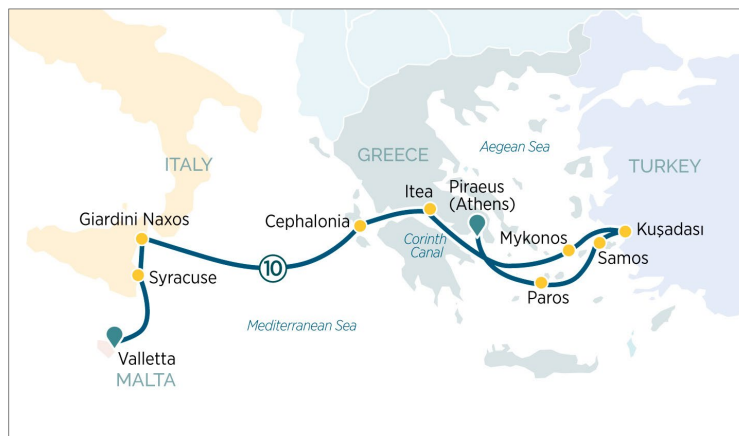 ITALY
GREECE
Aegean Sea
TURKEY
Itea
Piraeus
(Athens)
Giardini Naxos
Cephalonia
Corinth
Canal
Mykonos
Kuşadası
Samos
10
Syracuse
Paros
Mediterranean Sea
Valletta
MALTA